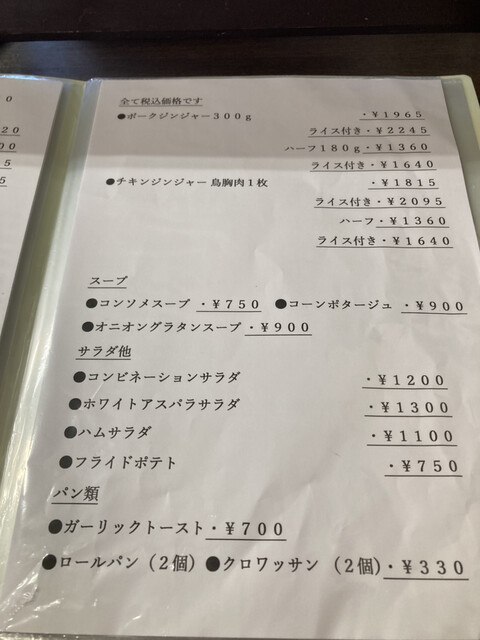 0
20
00
5
5
全て税込価格です
●ポークジンジャー300g ・¥1965
ライス付き・¥2245
ハーフ180g・¥1360
ライス付き・¥1640
●チキンジンジャー 鳥胸肉1枚 ・¥1815
ライス付き・¥2095
ハーフ・¥1360
ライス付き・¥1640
スープ
●コンソメスープ ・¥750 ●コーンポタージュ ・¥900
●オニオングラタンスープ ・¥900
サラダ他
●コンビネーションサラダ ・¥1200
●ホワイトアスパラサラダ ・¥1300
●ハムサラダ ・¥1100
●フライドポテト ・¥750
パン類
●ガーリックトースト・¥700
●ロールパン(2個) ●クロワッサン (2個)・¥330